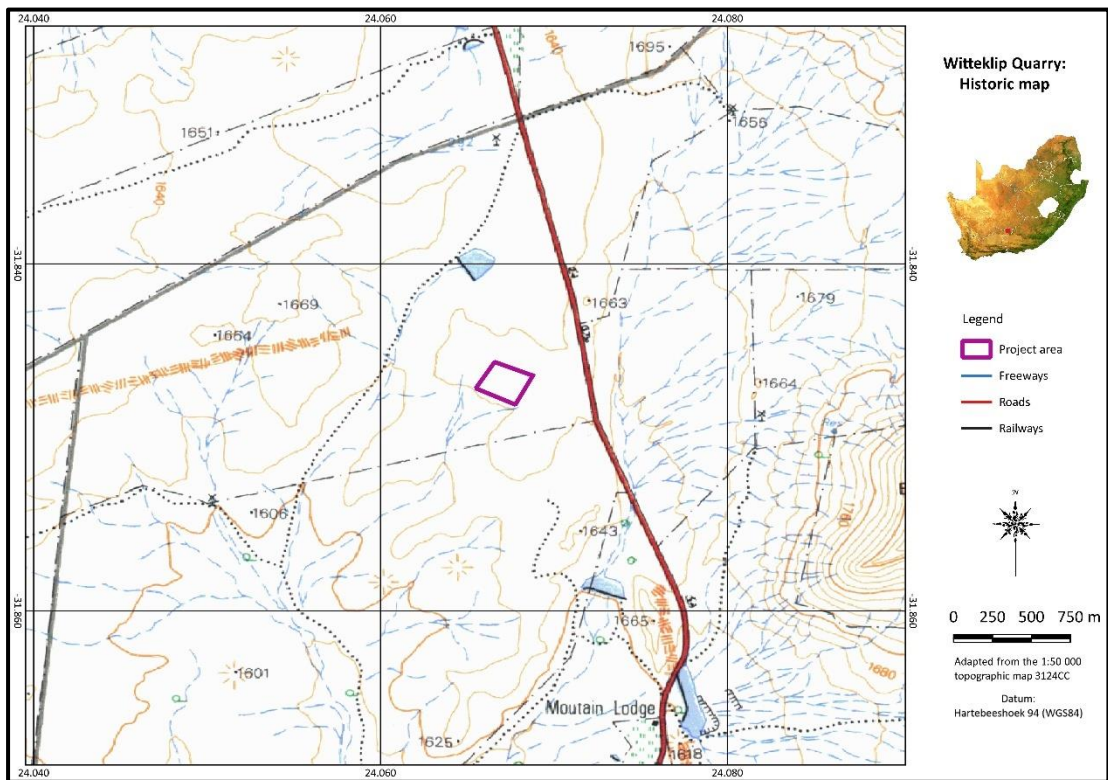 24.040
24.060
24.080
Witteklip Quarry:
Historic map
1640
1695
1651
1656
1640
-31.840
-31.840
1669
1663
1679
1654
Legend
Project area
1664
Freeways
Roads
Railways
1606
1643
1740
-31.860
-31.860
0 250 500 750 m
1665
Adapted from the 1:50 000
topographic map 3124CC
1601
1680
Datum:
Hartebeeshoek 94 (WGS84)
Moutain Lodge
1625
1618
24.040
24.060
24.080